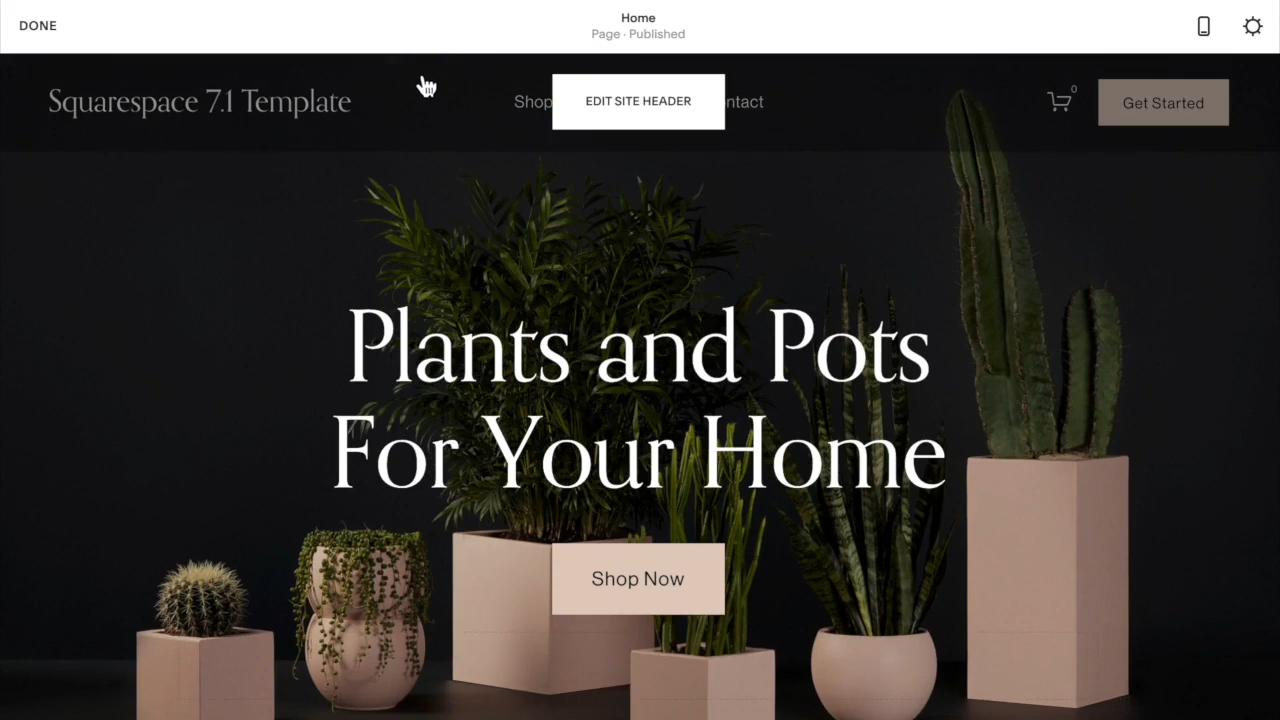 DONE
Home
Page · Published
Squarespace 7.1 Template
Shop
EDIT SITE HEADER
ntact
0
Get Started
Plants and Pots
For Your Home
Shop Now